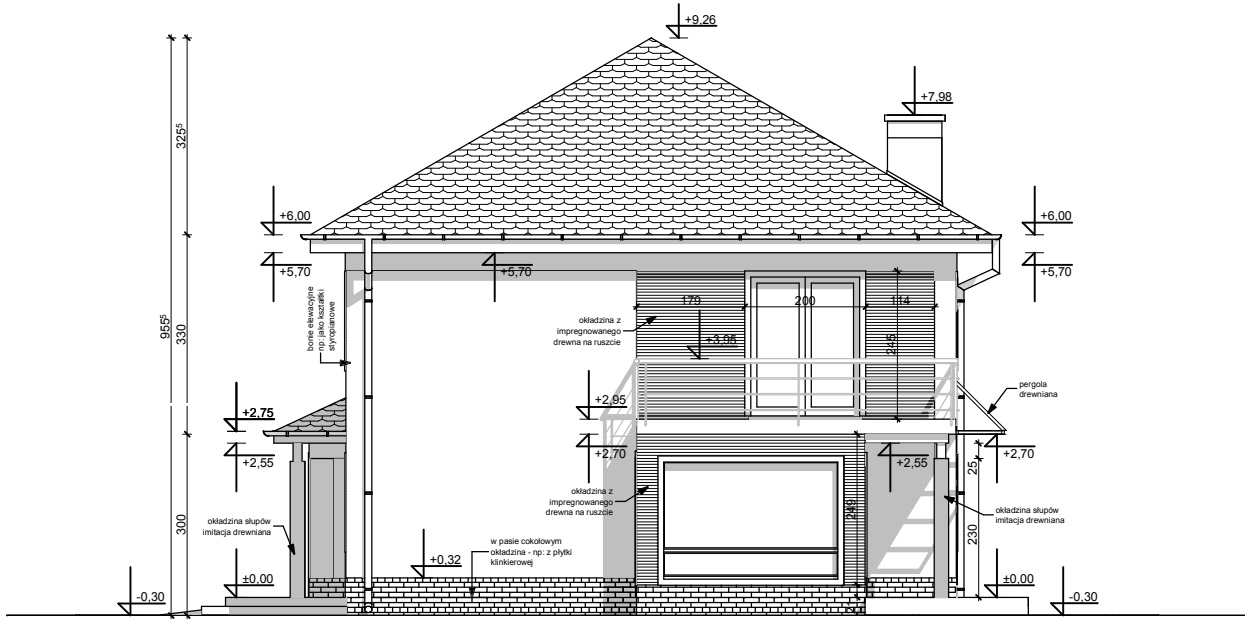 +9,26
+7,98
325⁵
+6,00
+6,00
+5,70
+5,70
+5,70
955⁵
330
bonie elewacyjne
np: jako kształtki
styropianowe
179
200
114
okładzina z
impregnowanego
drewna na ruszcie
+3,95
245
pergola
drewniana
+2,75
+2,95
+2,55
+2,70
+2,55
+2,70
25
300
okładzina słupów
imitacja drewniana
okładzina z
impregnowanego
drewna na ruszcie
249
okładzina słupów
imitacja drewniana
230
w pasie cokołowym
okładzina - np: z płytki
klinkierowej
+0,32
±0,00
±0,00
21
-0,30
-0,30